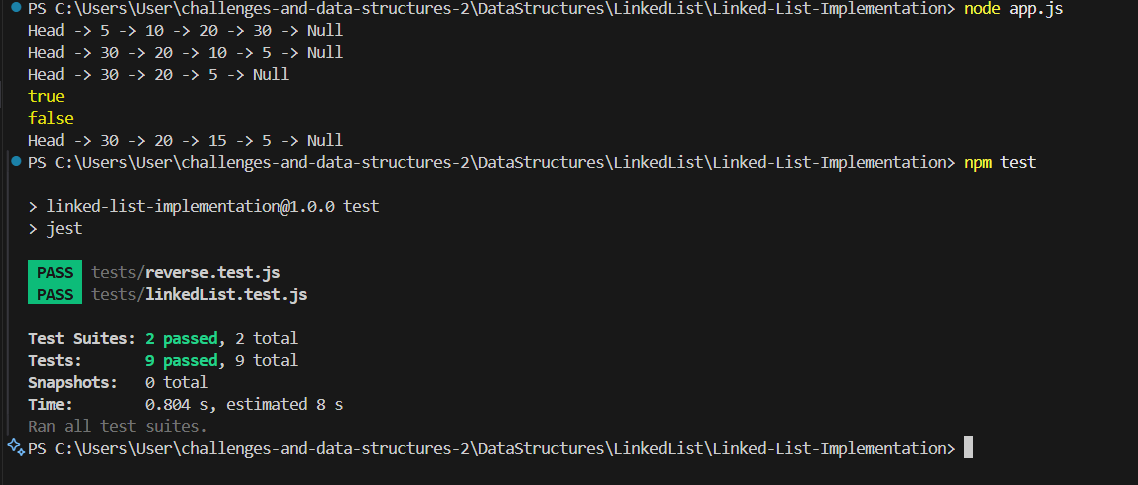 PS C:\Users\User\challenges-and-data-structures-2\DataStructures\LinkedList\Linked-List-Implementation> node app.js
Head -> 5 -> 10 -> 20 -> 30 -> Null
Head -> 30 -> 20 -> 10 -> 5 -> Null
Head -> 30 -> 20 -> 5 -> Null
true
false
Head -> 30 -> 20 -> 15 -> 5 -> Null
PS C:\Users\User\challenges-and-data-structures-2\DataStructures\LinkedList\Linked-List-Implementation> npm test
> linked-list-implementation@1.0.0 test
> jest
PASS tests/reverse.test.js
PASS tests/linkedList.test.js
Test Suites: 2 passed, 2 total
Tests: 9 passed, 9 total
Snapshots: 0 total
Time: 0.804 s, estimated 8 s
Ran all test suites.
PS C:\Users\User\challenges-and-data-structures-2\DataStructures\LinkedList\Linked-List-Implementation>